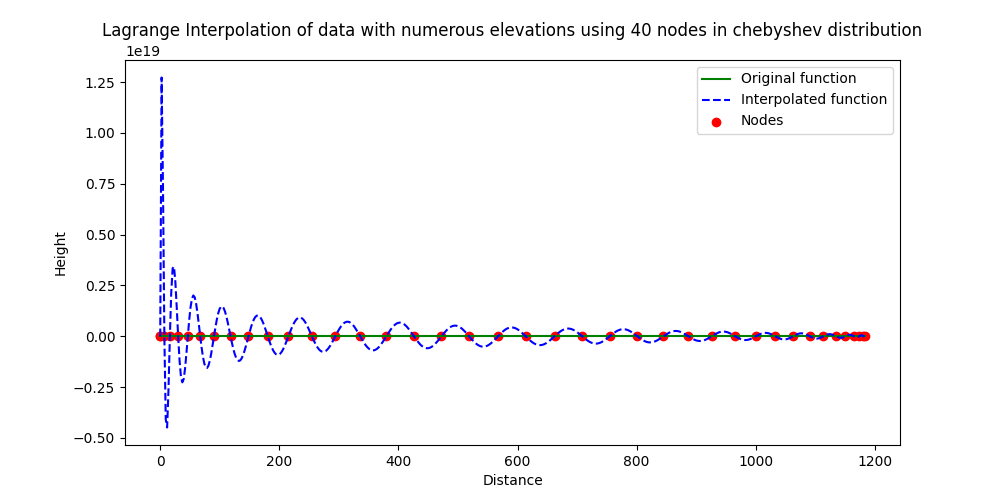 Lagrange Interpolation of data with numerous elevations using 40 nodes in chebyshev distribution
1e19
Original function
Interpolated function
Nodes
1.25
1.00
0.75
0.50
0.25
0.00
−0.25
−0.50
Height
0 200 400 600 800 1000 1200
Distance